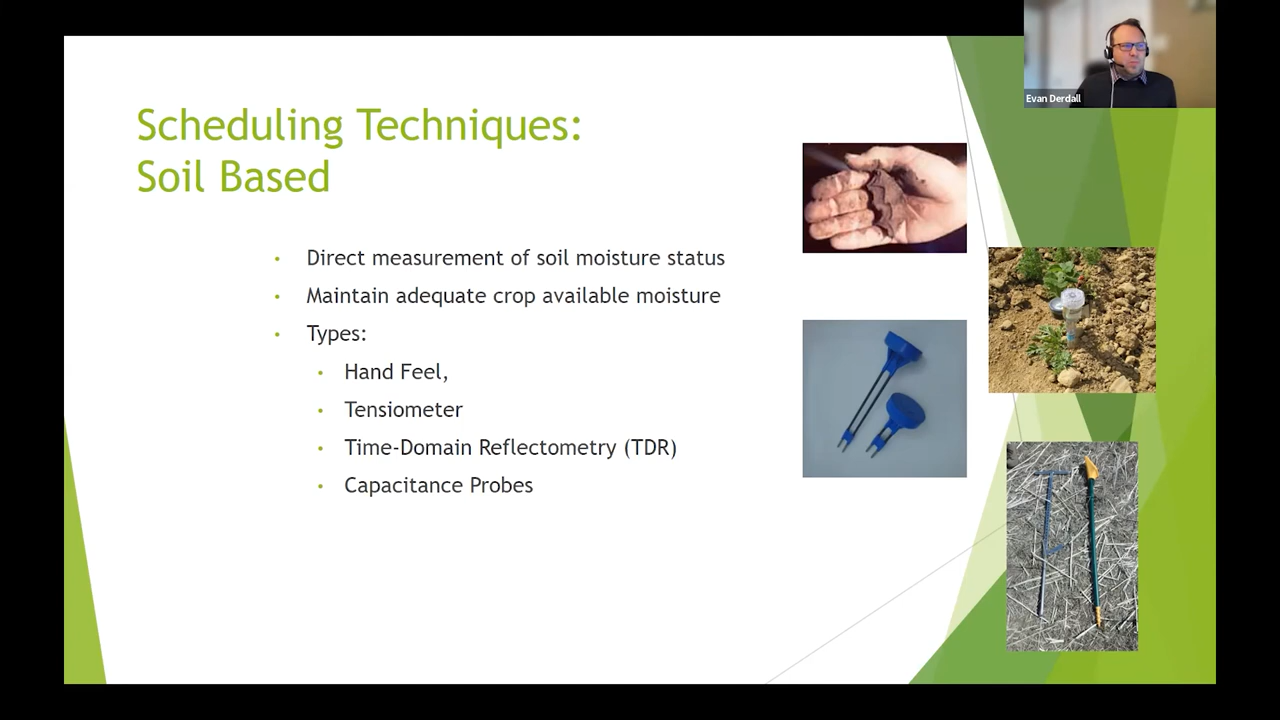 Evan Derdall
Scheduling Techniques:
Soil Based
• Direct measurement of soil moisture status
• Maintain adequate crop available moisture
• Types:
• Hand Feel,
• Tensiometer
• Time-Domain Reflectometry (TDR)
• Capacitance Probes